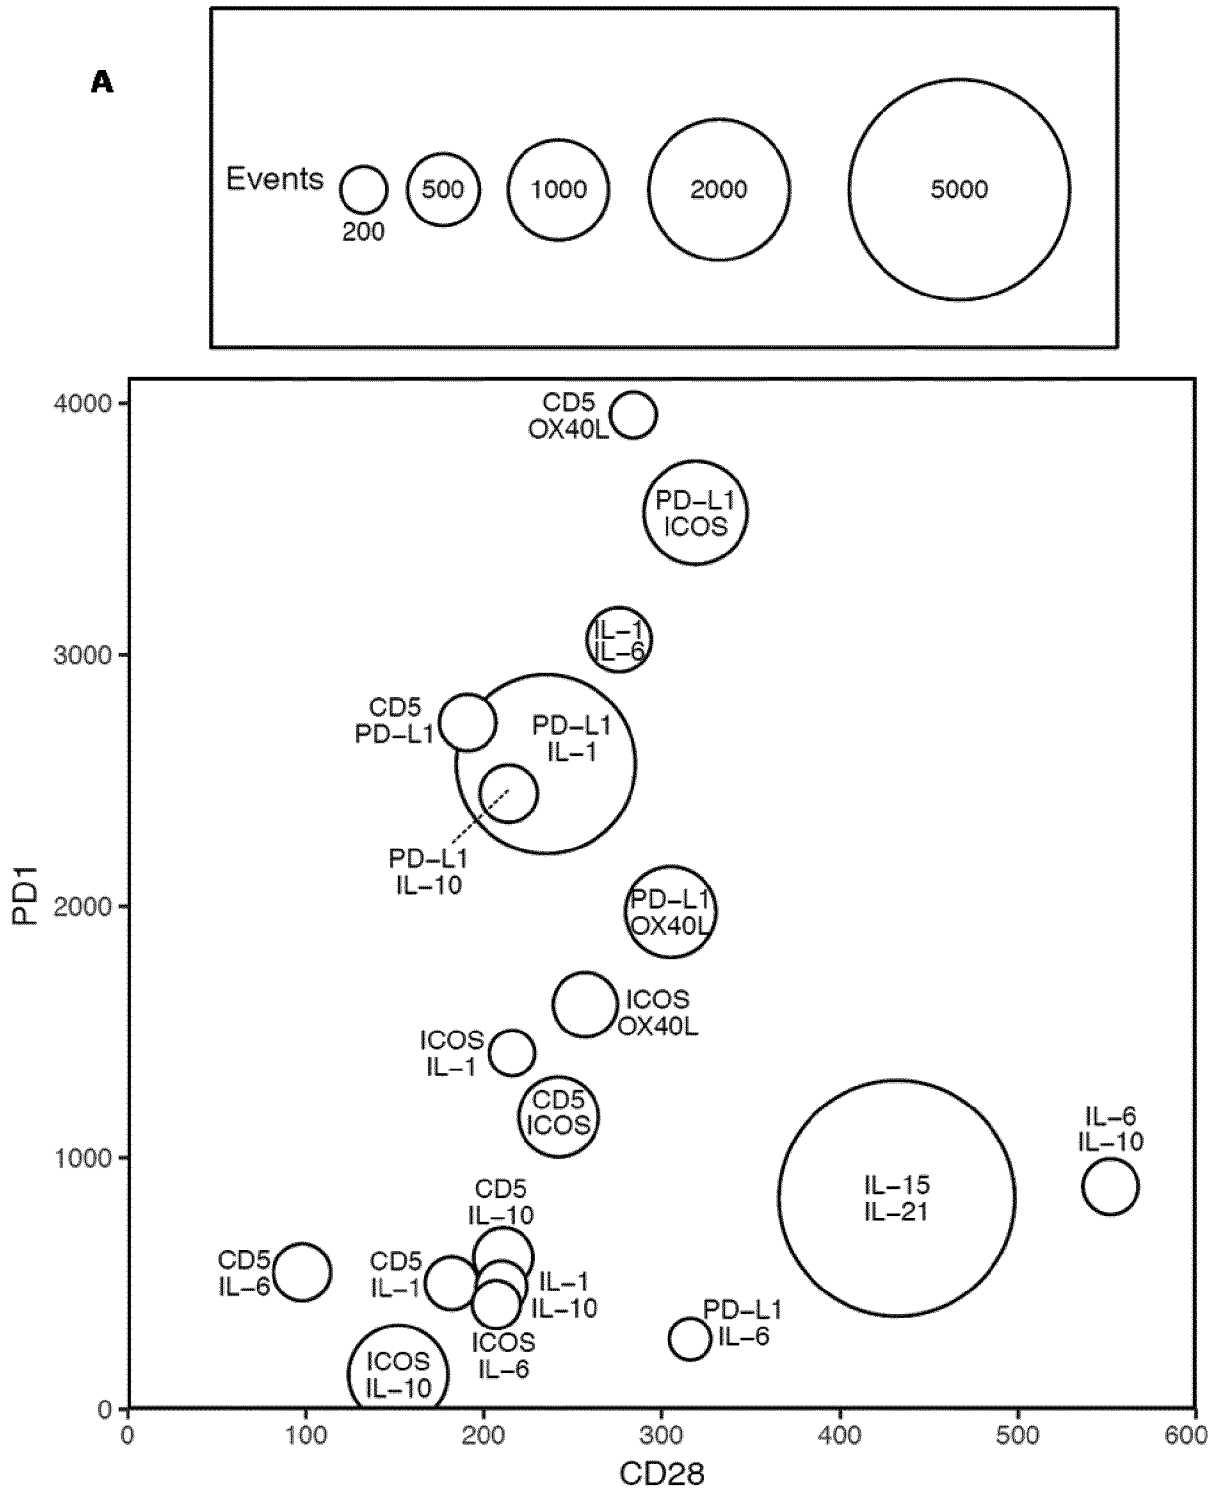 A
Events
200
500
1000
2000
5000
4000
3000
2000
1000
0
PD1
CD5
OX40L
PD-L1
ICOS
IL-1
IL-6
CD5
PD-L1
PD-L1
IL-1
PD-L1
IL-10
PD-L1
OX40L
ICOS
OX40L
ICOS
IL-1
CD5
ICOS
IL-15
IL-21
IL-6
IL-10
CD5
IL-10
CD5
IL-6
CD5
IL-1
IL-1
IL-10
ICOS
IL-6
PD-L1
IL-6
ICOS
IL-10
0
100
200
300
400
500
600
CD28